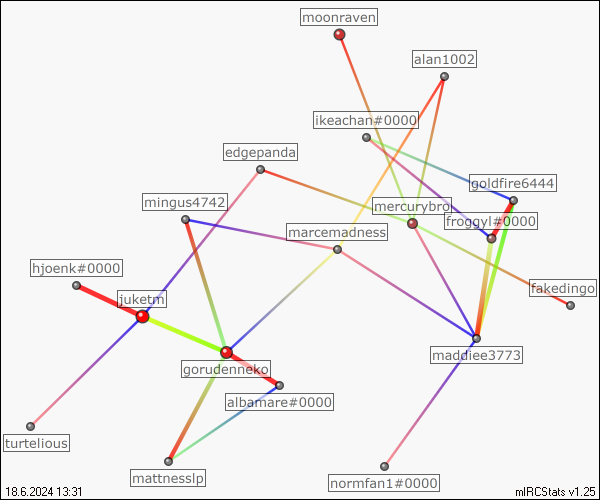 moonraven
alan1002
ikeachan#0000
edgepanda
goldfire6444
mingus4742
mercurybro
froggyl#0000
marcemadness
hjoenk#0000
fakedingo
juketm
maddiee3773
gorudenneko
albamare#0000
turtelious
mattnesslp
normfan1#0000
18.6.2024 13:31
mIRCStats v1.25